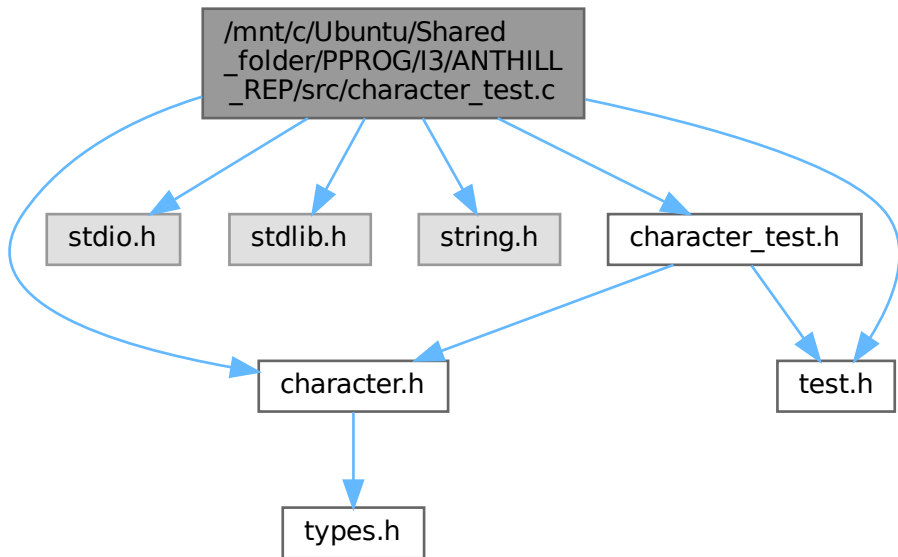 /mnt/c/Ubuntu/Shared
_folder/PPROG/I3/ANTHILL
_REP/src/character_test.c
stdio.h
stdlib.h
string.h
character_test.h
character.h
test.h
types.h